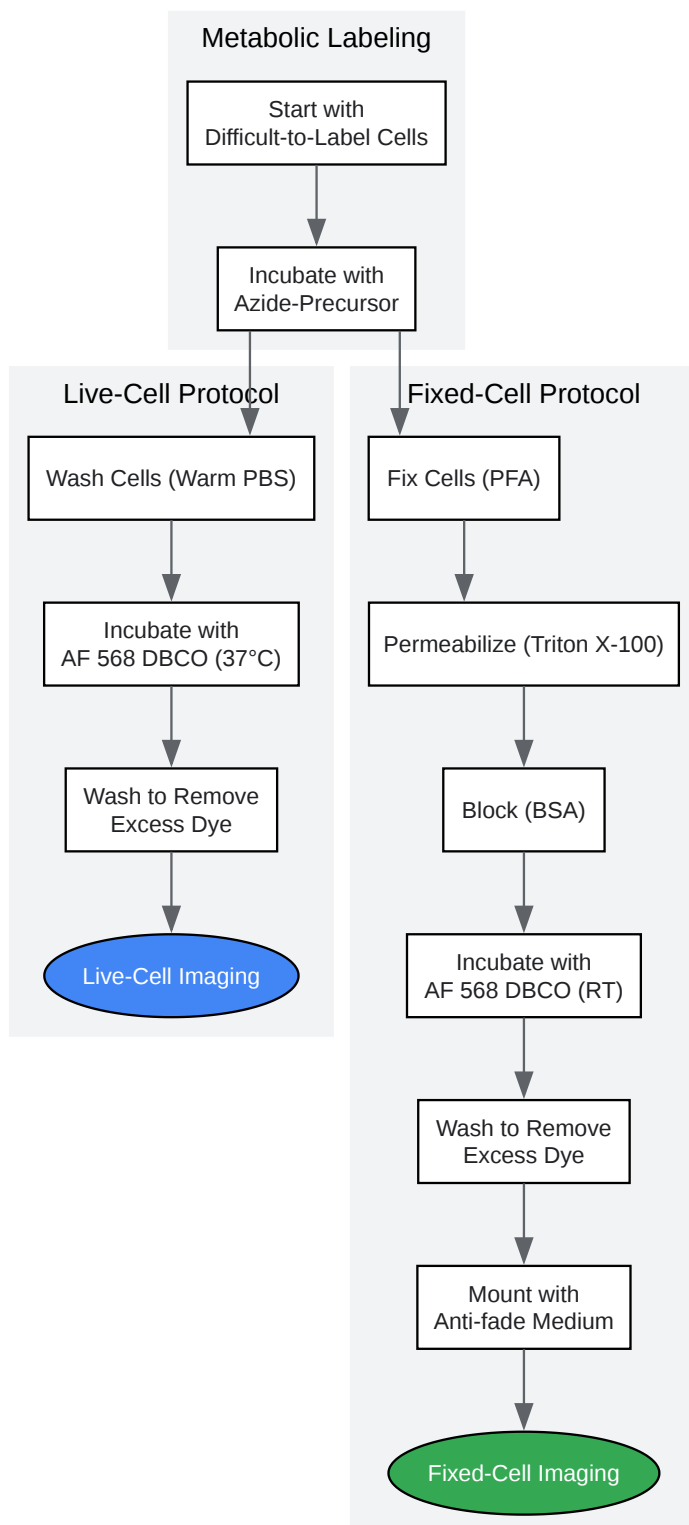 Metabolic Labeling
Start with
Difficult-to-Label Cells
Incubate with
Azide-Precursor
Live-Cell Protocol
Wash Cells (Warm PBS)
Incubate with
AF 568 DBCO (37°C)
Wash to Remove
Excess Dye
Live-Cell Imaging
Fixed-Cell Protocol
Fix Cells (PFA)
Permeabilize (Triton X-100)
Block (BSA)
Incubate with
AF 568 DBCO (RT)
Wash to Remove
Excess Dye
Mount with
Anti-fade Medium
Fixed-Cell Imaging